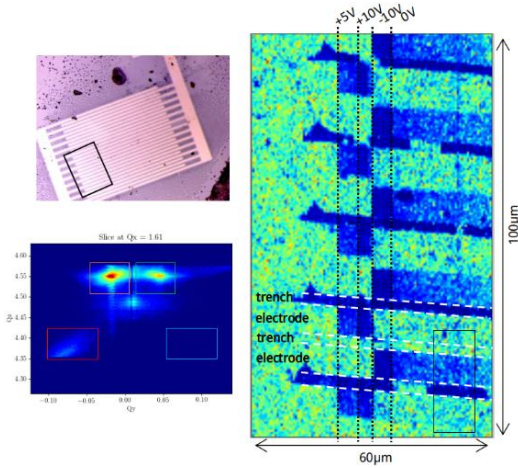 +5V
+10V
-10V
0V
Slice at Qx = 1.61
4.60
4.55
4.50
4.45
4.40
4.35
4.30
Qz
−0.10
−0.05
0.00
0.05
0.10
Qy
trench
electrode
trench
electrode
100µm
60µm